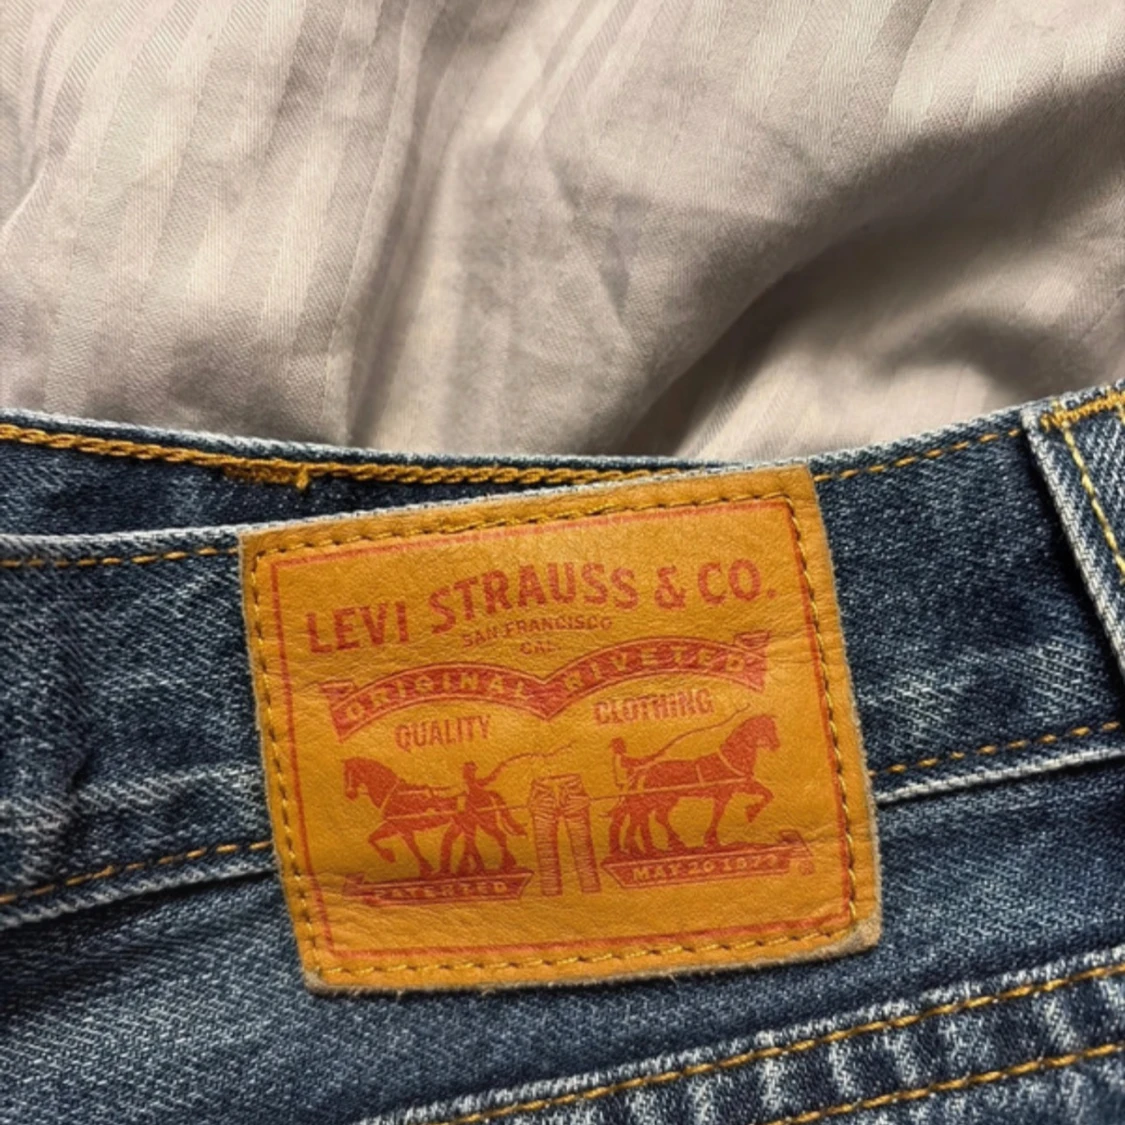 LEVI STRAUSS & CO.
SAN FRANCISCO
CAL
ORIGINAL RIVETED
QUALITY CLOTHING
PATENTED MAY 20 1873